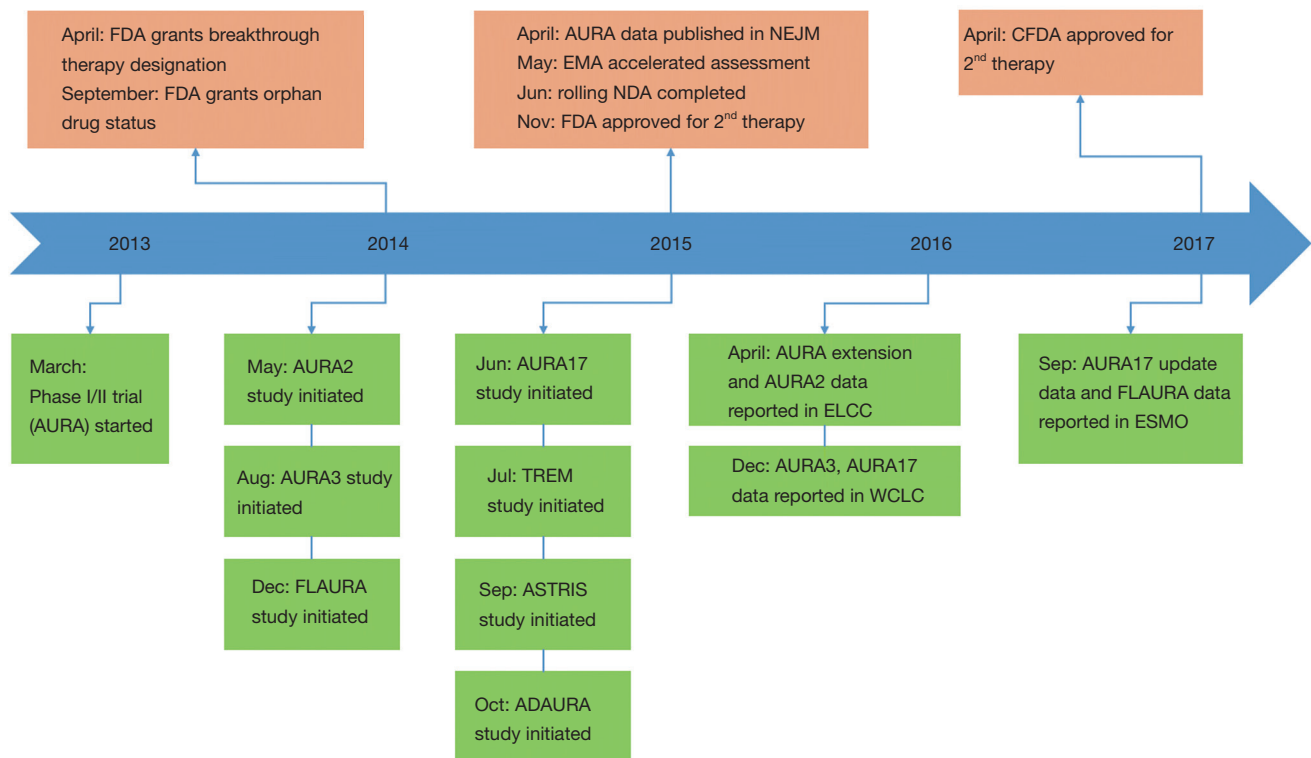 April: FDA grants breakthrough
therapy designation
September: FDA grants orphan
drug status
April: AURA data published in NEJM
May: EMA accelerated assessment
Jun: rolling NDA completed
Nov: FDA approved for 2nd therapy
April: CFDA approved for
2nd therapy
2013
2014
2015
2016
2017
March:
Phase I/II trial
(AURA) started
May: AURA2
study initiated
Aug: AURA3 study
initiated
Dec: FLAURA
study initiated
Jun: AURA17
study initiated
Jul: TREM
study initiated
Sep: ASTRIS
study initiated
Oct: ADAURA
study initiated
April: AURA extension
and AURA2 data
reported in ELCC
Dec: AURA3, AURA17
data reported in WCLC
Sep: AURA17 update
data and FLAURA data
reported in ESMO